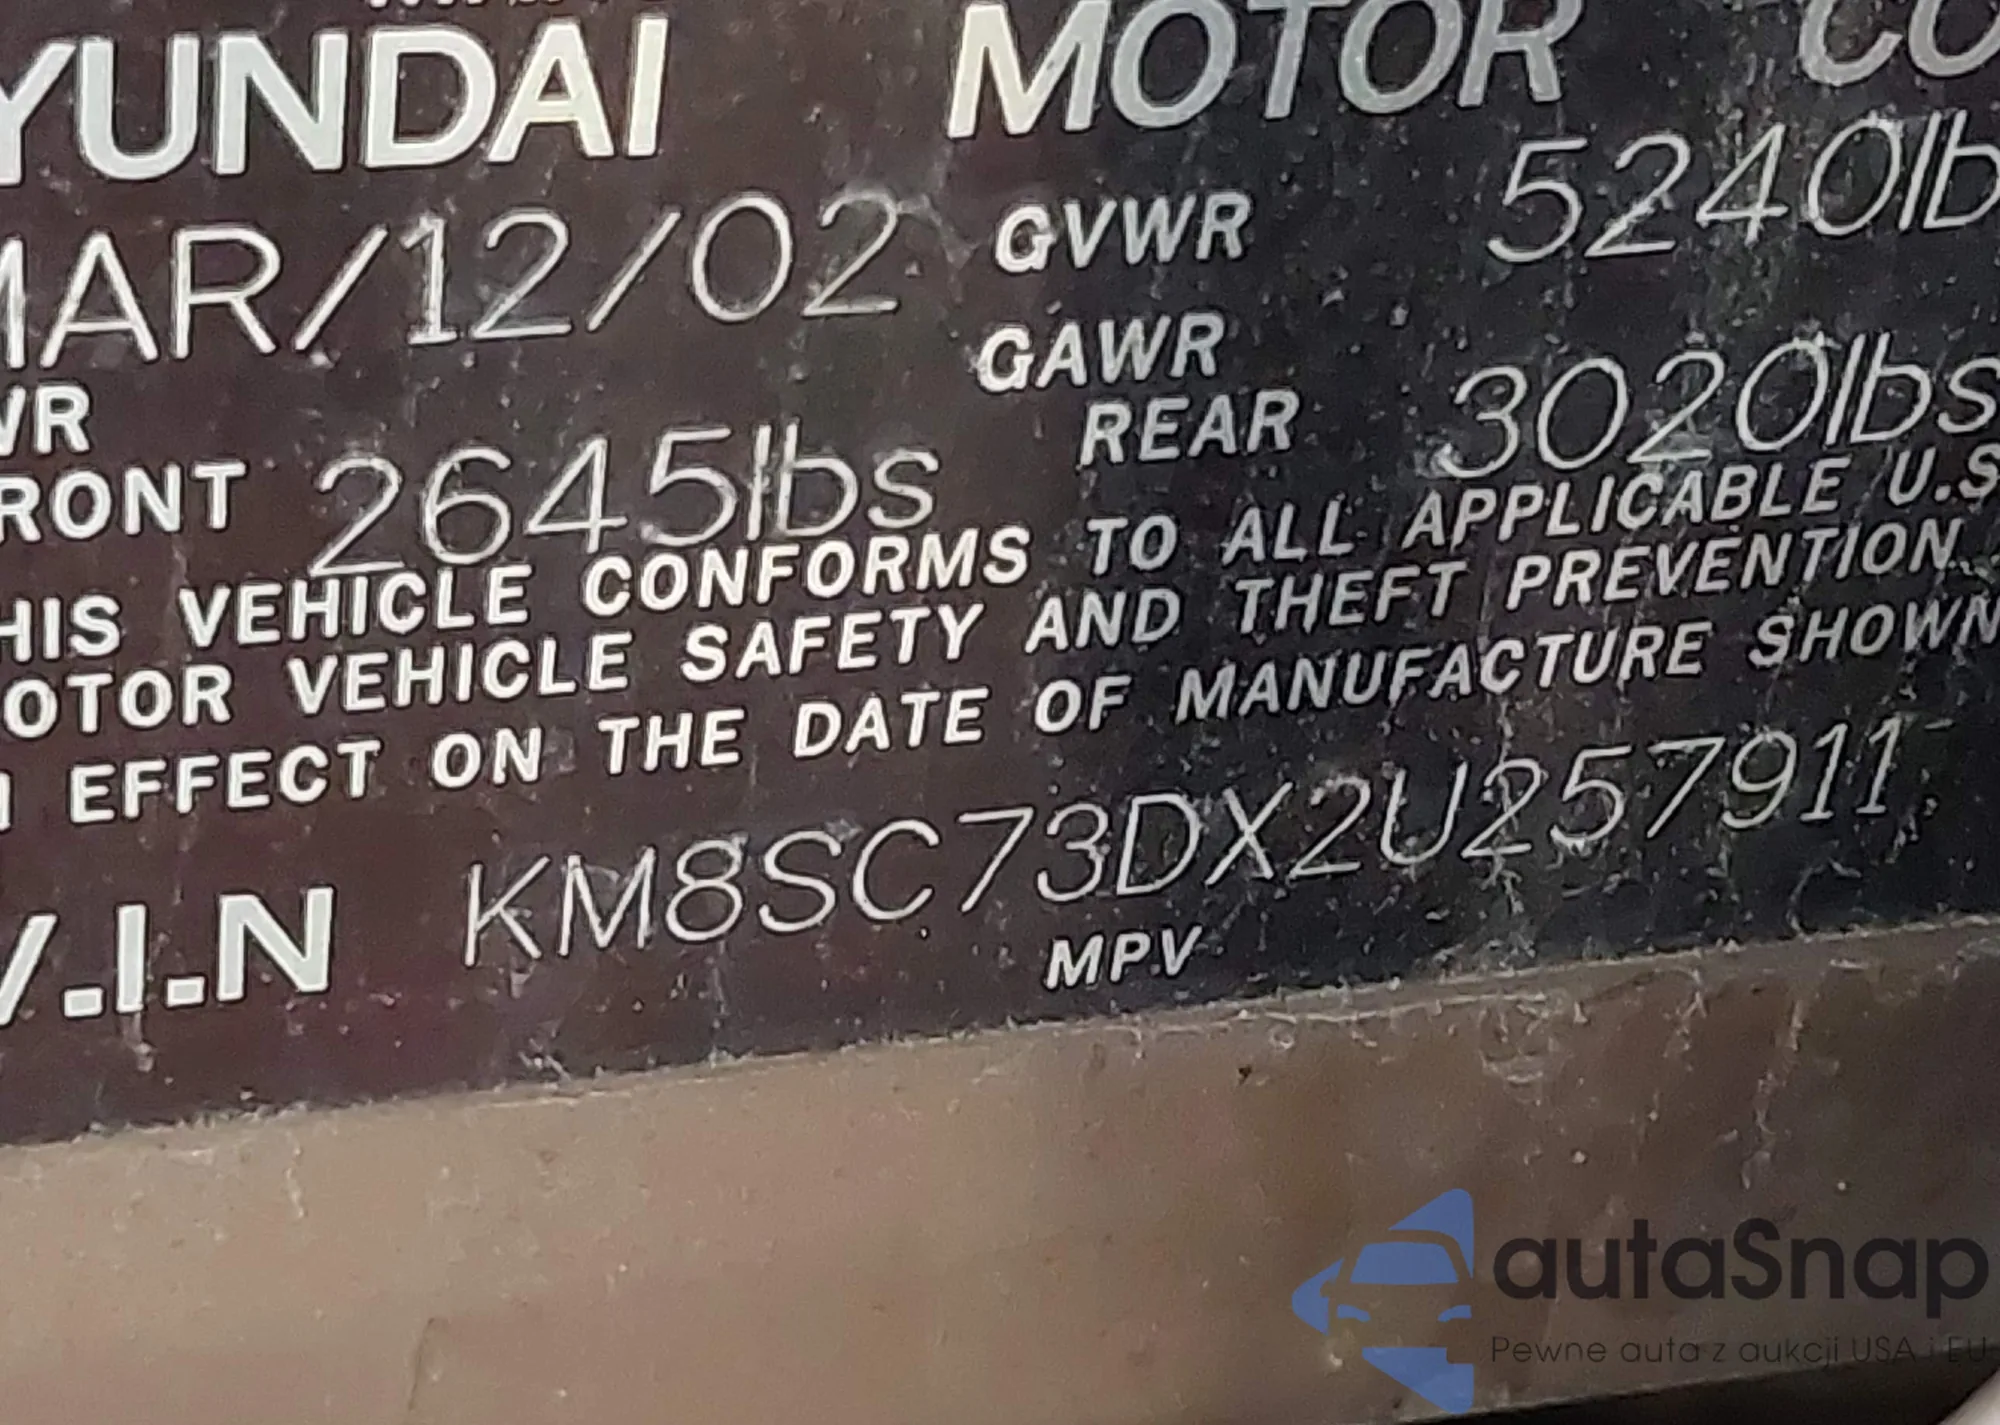 YUNDAI MOTOR CO
MAR/12/02 GVWR 5240lb
WR GAWR
RONT 2645lbs REAR 3020lbs
HIS VEHICLE CONFORMS TO ALL APPLICABLE U.S
OTOR VEHICLE SAFETY AND THEFT PREVENTION
EFFECT ON THE DATE OF MANUFACTURE SHOWN
V.I.N KM8SC73DX2U257911
MPV
autaSnap
Pewne auta z aukcji USA i EU